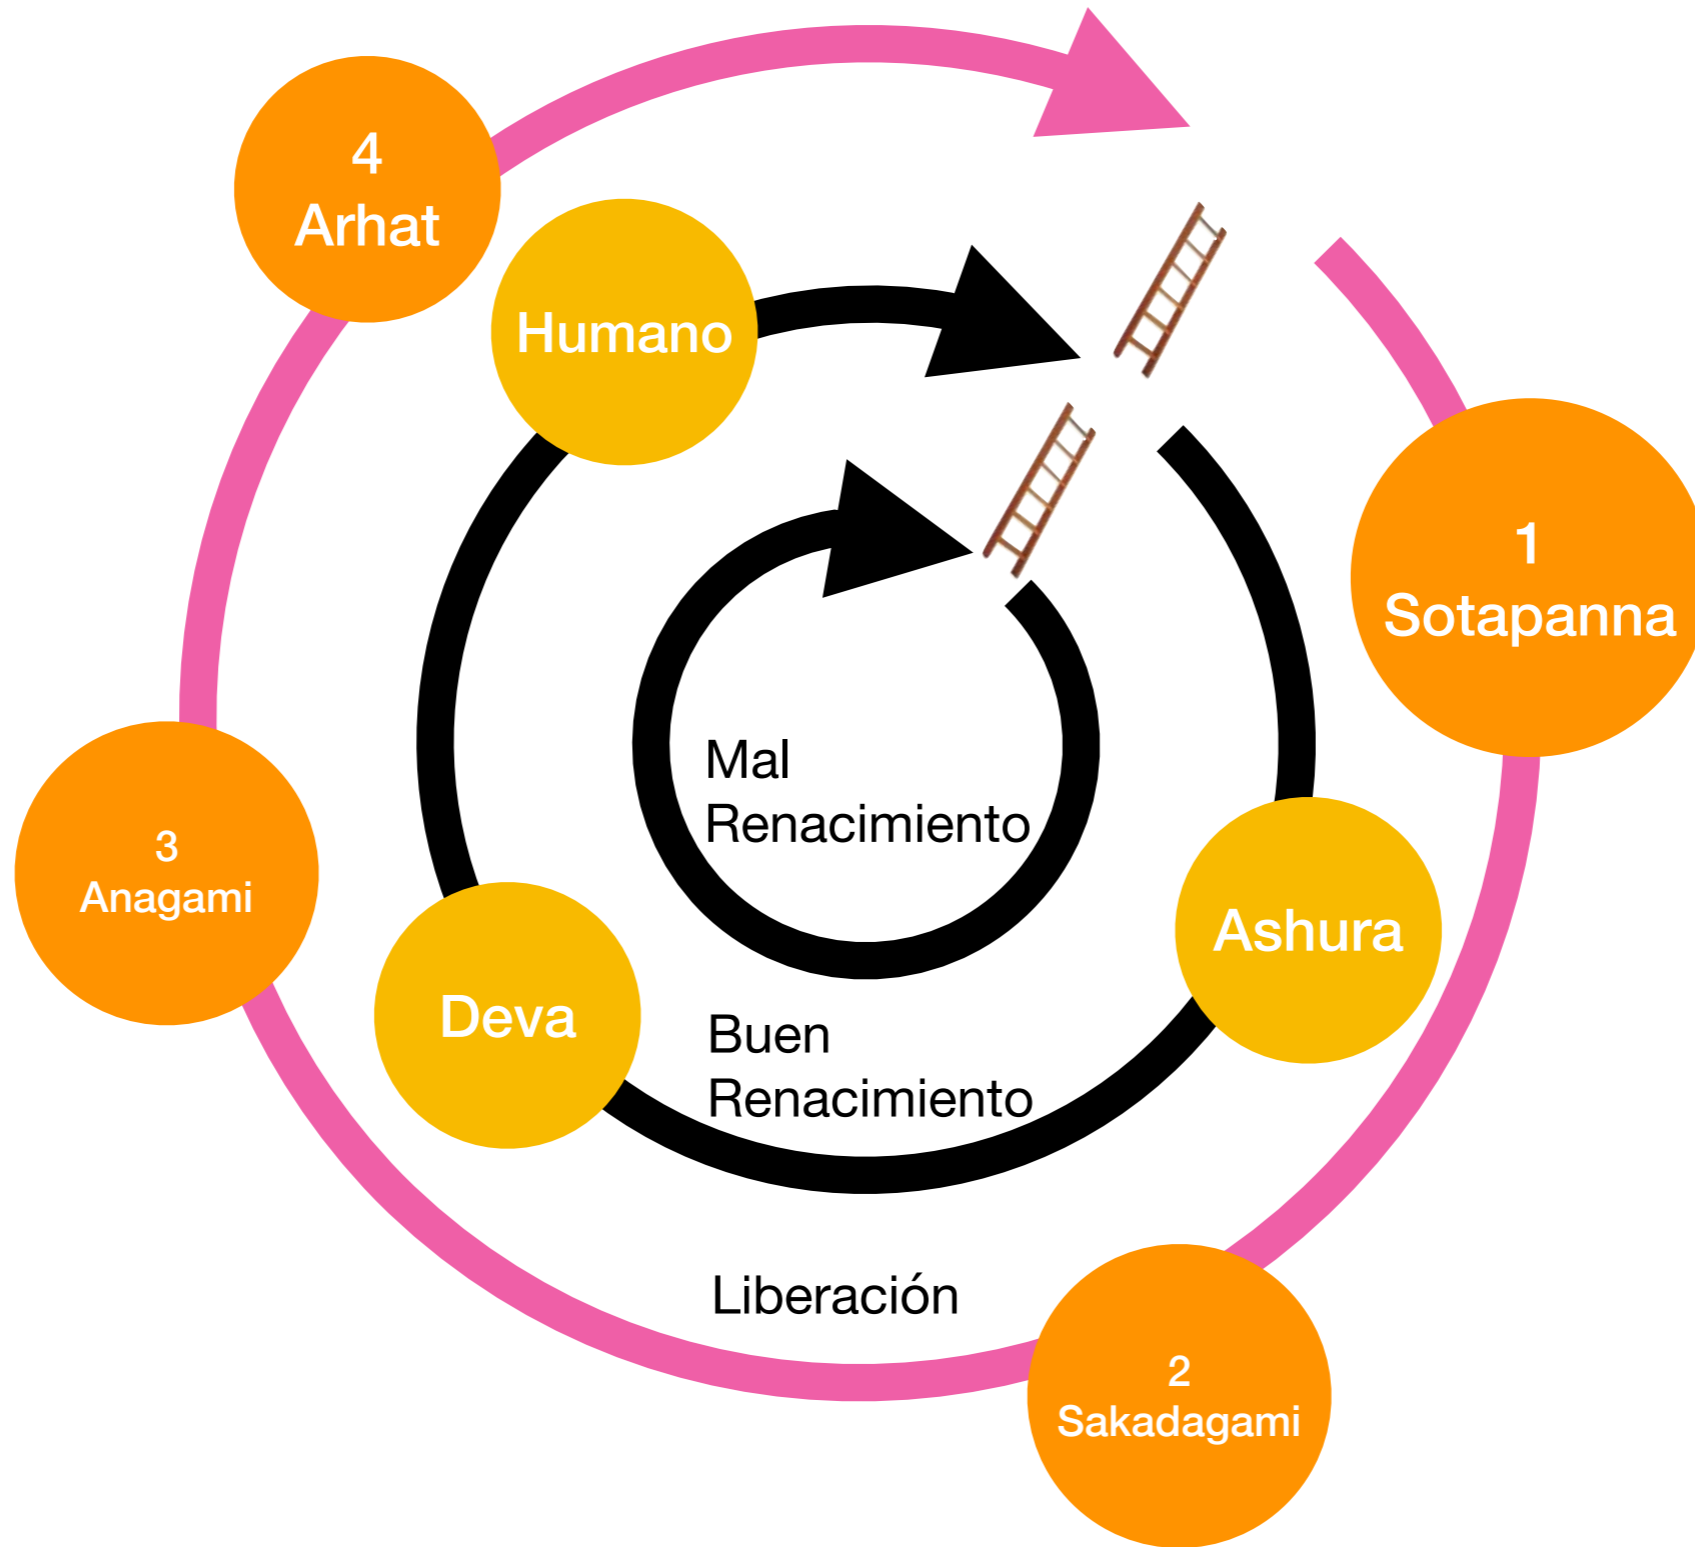 4
Arhat
Humano
1
Sotapanna
Mal
Renacimiento
3
Anagami
Ashura
Deva
Buen
Renacimiento
Liberación
2
Sakadagami